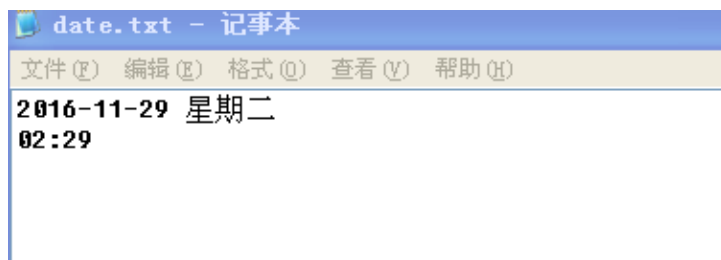 date.txt - 记事本
文件(F) 编辑(E) 格式(O) 查看(V) 帮助(H)
2016-11-29 星期二
02:29